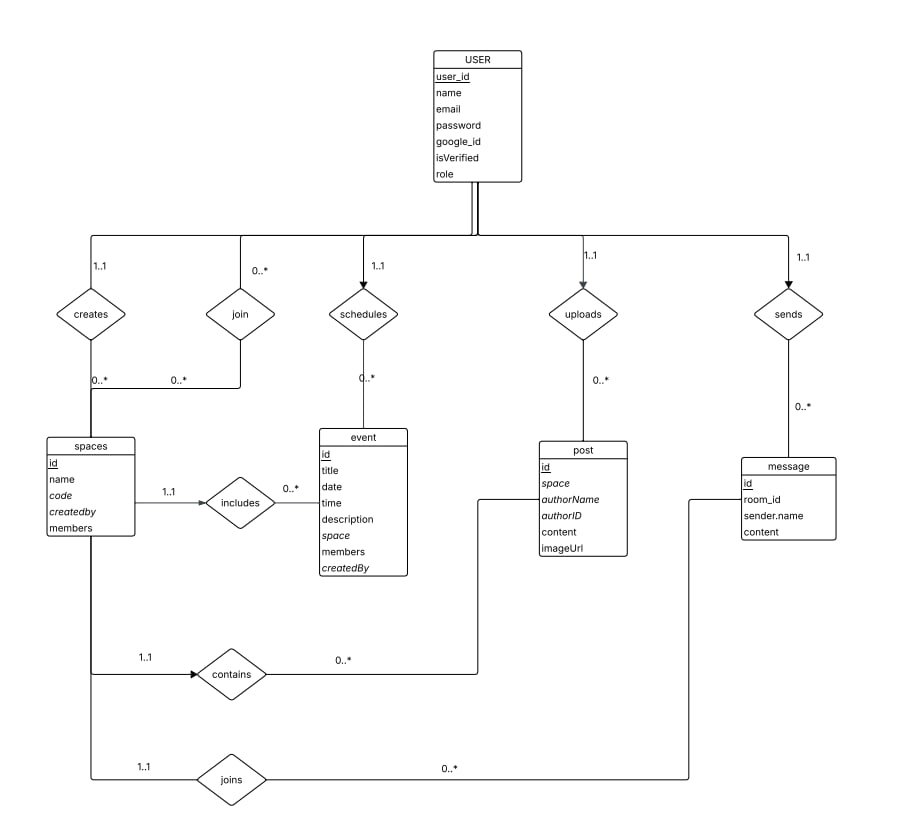 USER
user_id
name
email
password
google_id
isVerified
role
1..1
0..*
1..1
1..1
1..1
creates
join
schedules
uploads
sends
0..*
0..*
0..*
0..*
0..*
spaces
id
name
code
createdby
members
1..1
includes
0..*
event
id
title
date
time
description
space
members
createdBy
post
id
space
authorName
authorID
content
imageUrl
message
id
room_id
sender.name
content
1..1
contains
0..*
1..1
joins
0..*